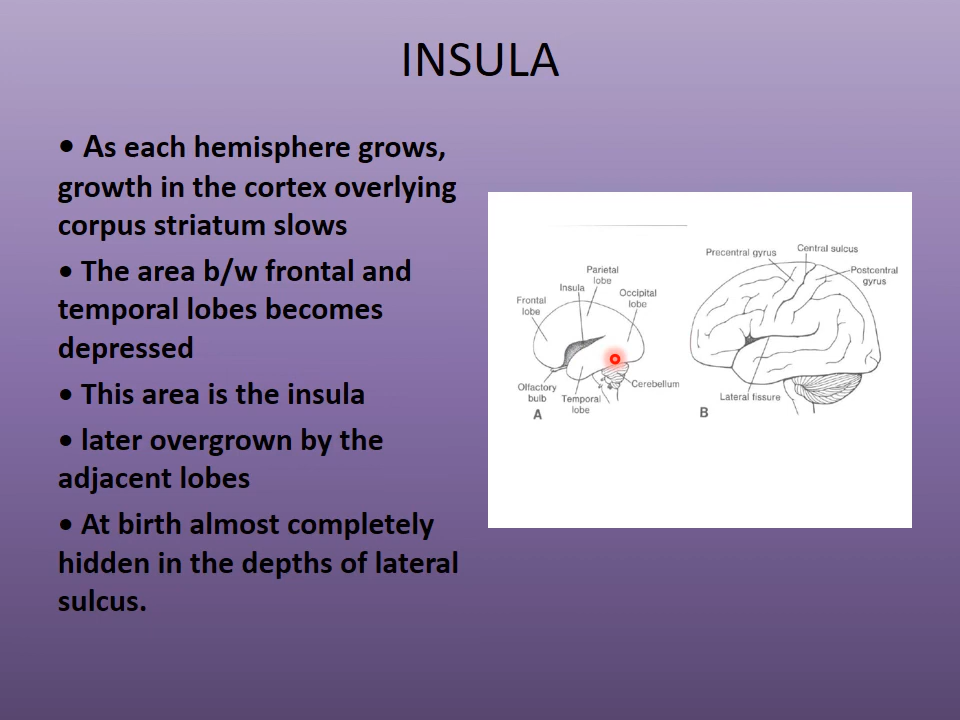 INSULA
• As each hemisphere grows,
growth in the cortex overlying
corpus striatum slows
• The area b/w frontal and
temporal lobes becomes
depressed
• This area is the insula
• later overgrown by the
adjacent lobes
• At birth almost completely
hidden in the depths of lateral
sulcus.
Parietal
lobe
Insula
Occipital
lobe
Frontal
lobe
Olfactory
bulb
Temporal
lobe
Cerebellum
A
Precentral gyrus
Central sulcus
Postcentral
gyrus
Lateral fissure
B